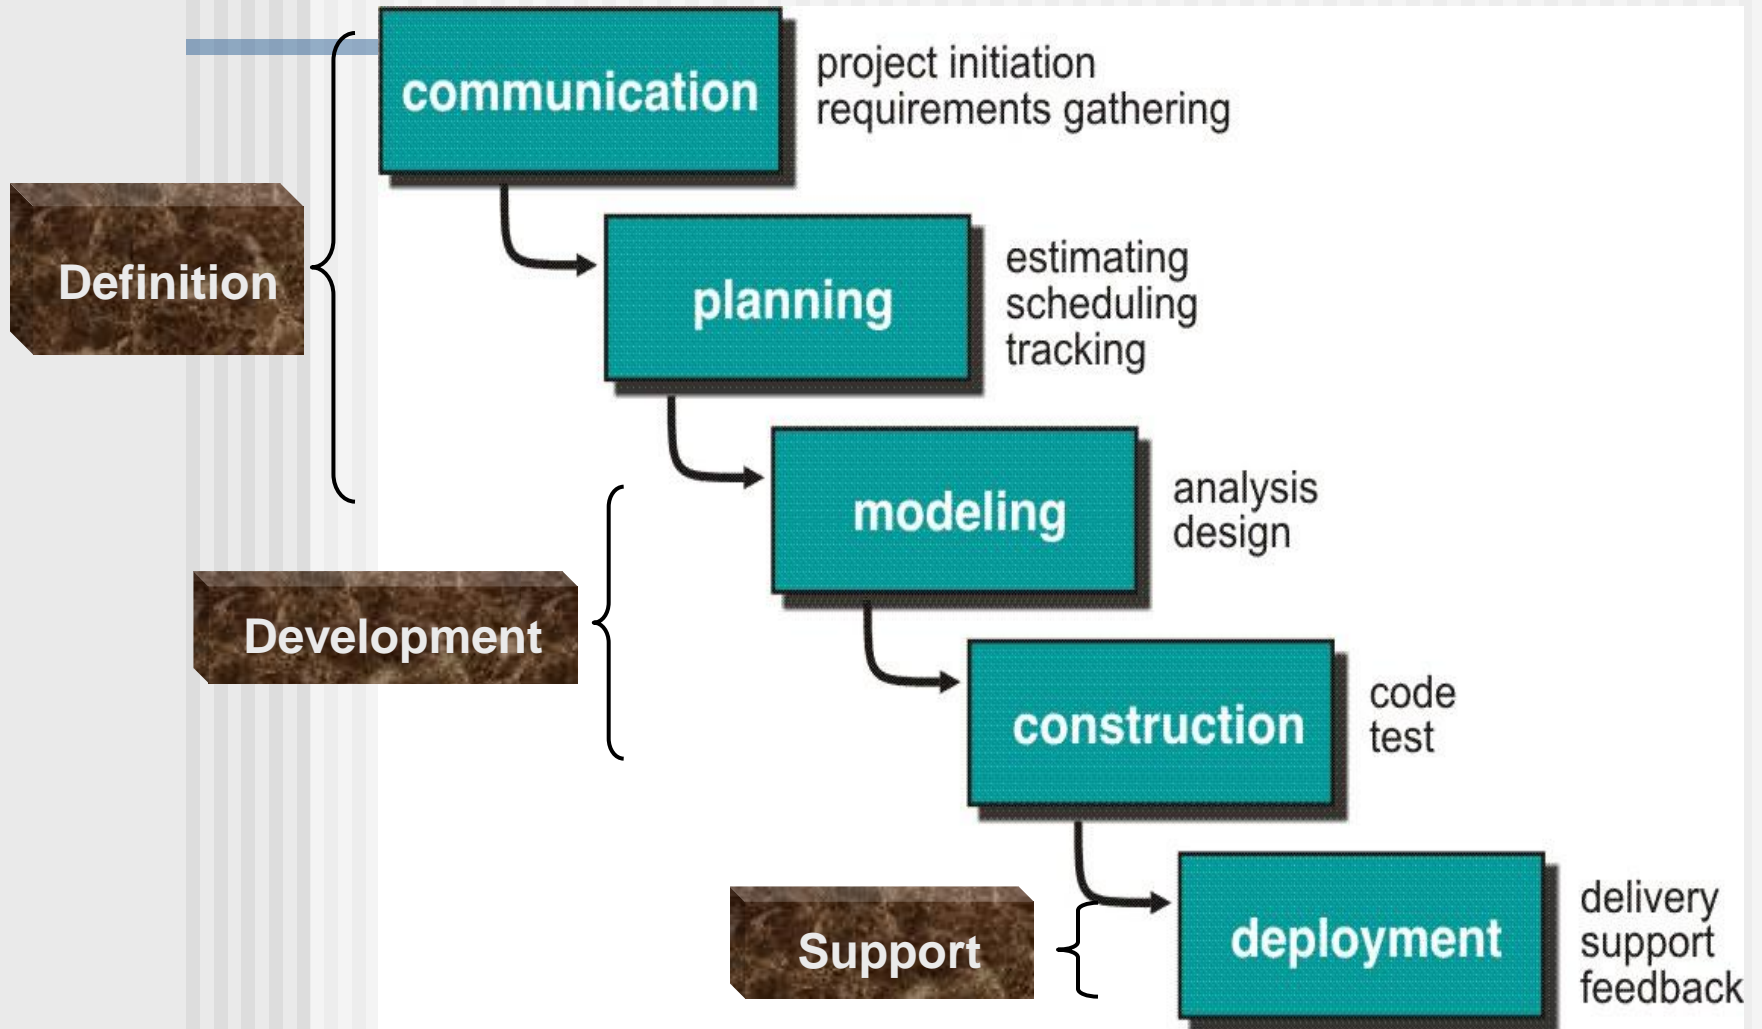 communication
project initiation
requirements gathering
Definition
planning
estimating
scheduling
tracking
modeling
analysis
design
Development
construction
code
test
Support
deployment
delivery
support
feedback